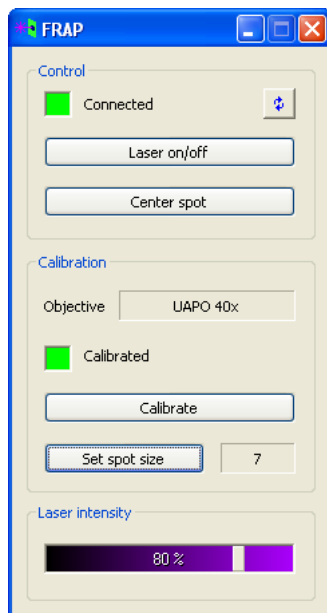 FRAP
Control
Connected
Laser on/off
Center spot
Calibration
Objective UAPO 40x
Calibrated
Calibrate
Set spot size 7
Laser intensity
80 %